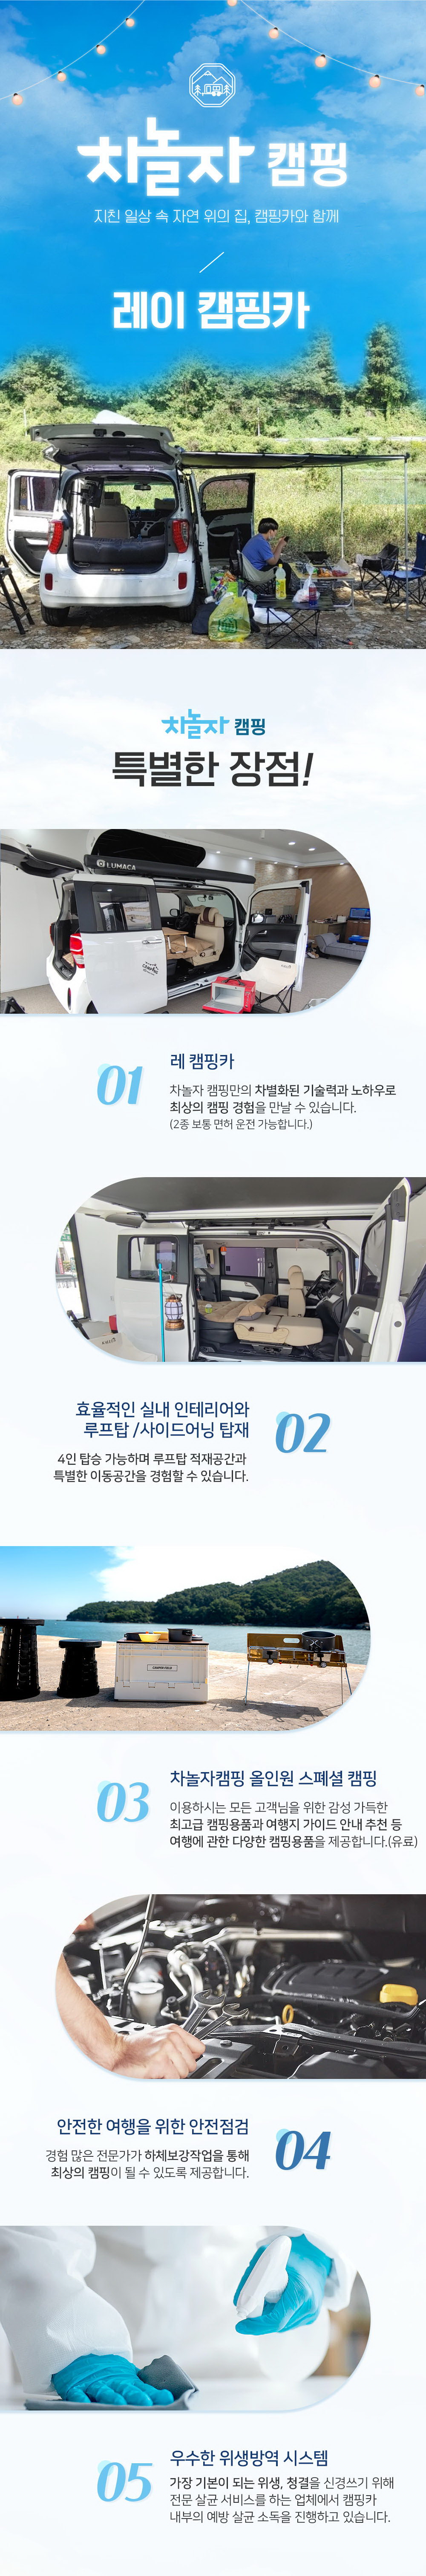 차놀자 캠핑
지친 일상 속 자연 위의 집, 캠핑카와 함께
레이 캠핑카
차놀자 캠핑
특별한 장점!
LUMACA
01
레 캠핑카
차놀자 캠핑만의 차별화된 기술력과 노하우로
최상의 캠핑 경험을 만날 수 있습니다.
(2종 보통 면허 운전 가능합니다.)
효율적인 실내 인테리어와
루프탑 /사이드어닝 탑재
02
4인 탑승 가능하며 루프탑 적재공간과
특별한 이동공간을 경험할 수 있습니다.
03
차놀자캠핑 올인원 스폐셜 캠핑
이용하시는 모든 고객님을 위한 감성 가득한
최고급 캠핑용품과 여행지 가이드 안내 추천 등
여행에 관한 다양한 캠핑용품을 제공합니다.(유료)
안전한 여행을 위한 안전점검
04
경험 많은 전문가가 하체보강작업을 통해
최상의 캠핑이 될 수 있도록 제공합니다.
05
우수한 위생방역 시스템
가장 기본이 되는 위생, 청결을 신경쓰기 위해
전문 살균 서비스를 하는 업체에서 캠핑카
내부의 예방 살균 소독을 진행하고 있습니다.